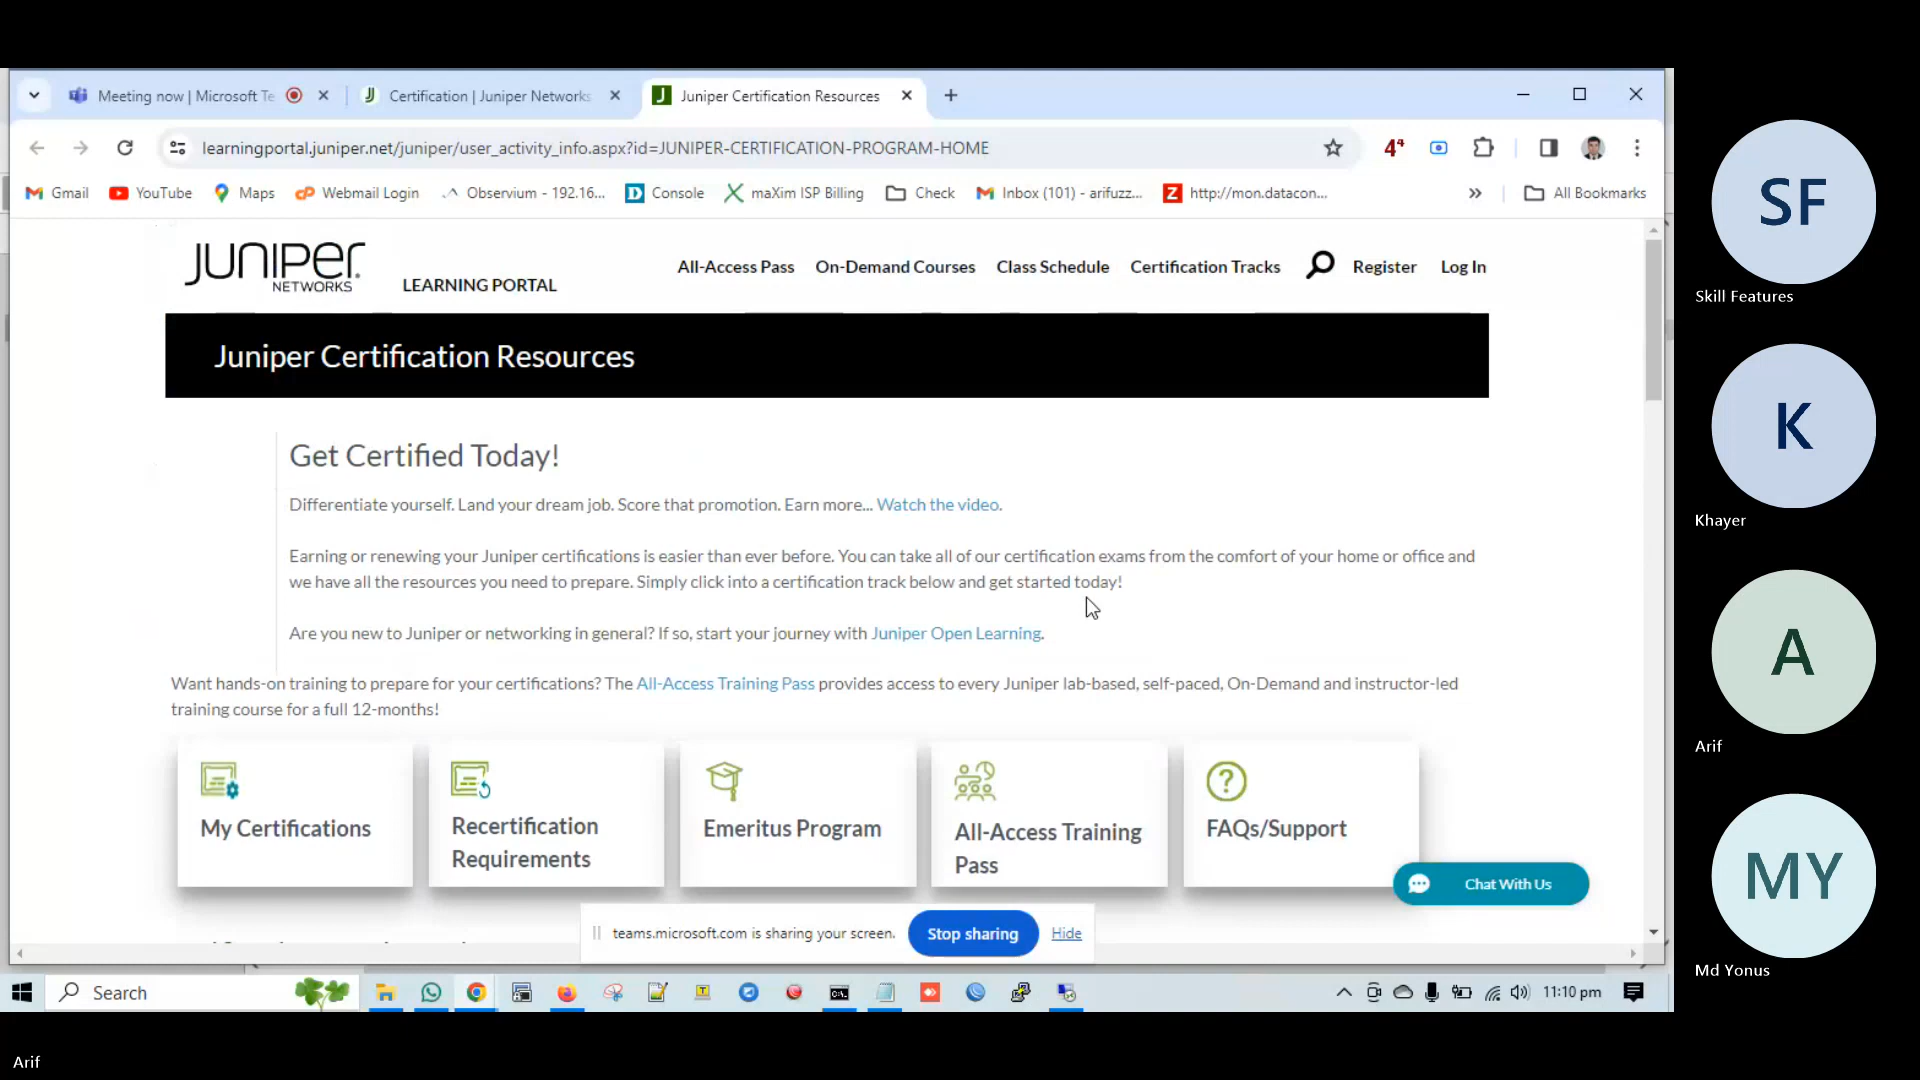 Meeting now | Microsoft Te
Certification | Juniper Networks
Juniper Certification Resources
learningportal.juniper.net/juniper/user_activity_info.aspx?id=JUNIPER-CERTIFICATION-PROGRAM-HOME
4⁴
Gmail
YouTube
Maps
Webmail Login
Observium - 192.16...
Console
maXim ISP Billing
Check
Inbox (101) - arifuzz...
http://mon.datacon...
All Bookmarks
JUNIPER
NETWORKS
LEARNING PORTAL
All-Access Pass
On-Demand Courses
Class Schedule
Certification Tracks
Register
Log In
Juniper Certification Resources
Get Certified Today!
Differentiate yourself. Land your dream job. Score that promotion. Earn more... Watch the video.
Earning or renewing your Juniper certifications is easier than ever before. You can take all of our certification exams from the comfort of your home or office and
we have all the resources you need to prepare. Simply click into a certification track below and get started today!
Are you new to Juniper or networking in general? If so, start your journey with Juniper Open Learning.
Want hands-on training to prepare for your certifications? The All-Access Training Pass provides access to every Juniper lab-based, self-paced, On-Demand and instructor-led
training course for a full 12-months!
My Certifications
Recertification
Requirements
Emeritus Program
All-Access Training
Pass
FAQs/Support
Chat With Us
teams.microsoft.com is sharing your screen.
Stop sharing
Hide
Search
11:10 pm
SF
Skill Features
K
Khayer
A
Arif
MY
Md Yonus
Arif